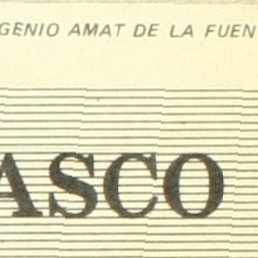 GENIO AMAT DE LA FUEN
ASCO